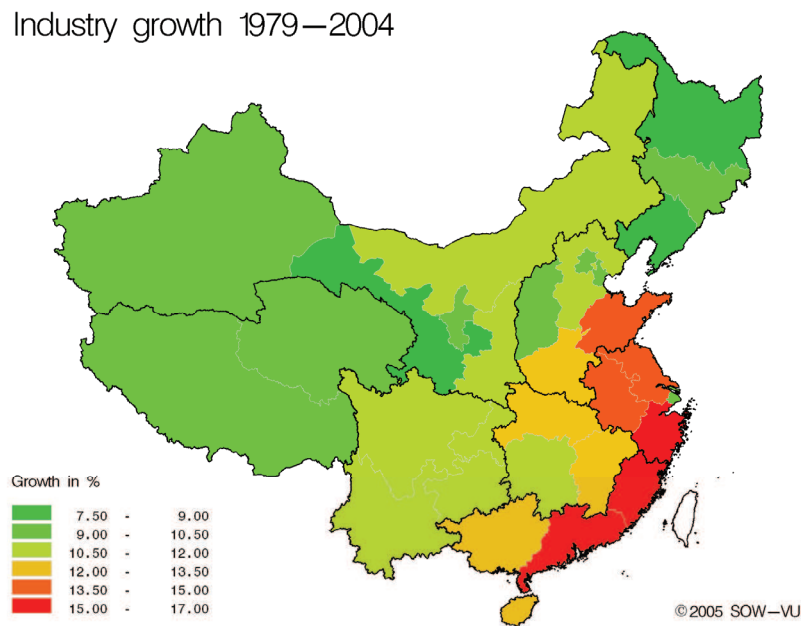 Industry growth 1979—2004
Growth in %
7.50 - 9.00
9.00 - 10.50
10.50 - 12.00
12.00 - 13.50
13.50 - 15.00
15.00 - 17.00
©2005 SOW—VU